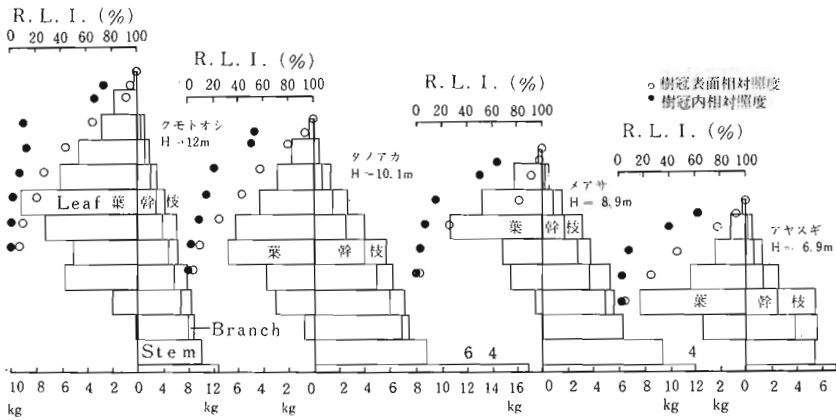 R. L. I. (%)
0 20 40 60 80 100
R. L. I. (%)
0 20 40 60 80 100
R. L. I. (%)
0 20 40 60 80 100
R. L. I. (%)
0 20 40 60 80 100
○ 樹冠表面相対照度
● 樹冠内相対照度
クモトオシ
H=12m
タノアカ
H=10.1m
メアサ
H=8.9m
アヤスギ
H=6.9m
Leaf 葉 幹 枝
葉 幹 枝
葉 幹 枝
葉 幹 枝
Branch
Stem
6 4
4
10 8 6 4 2 0 2 4 6 8 10 12
kg kg
4 2 0 2 4 6 8 10 12 14 16
kg
0 2 4 6 8 10 12
kg
2 0 2 4 6
kg kg